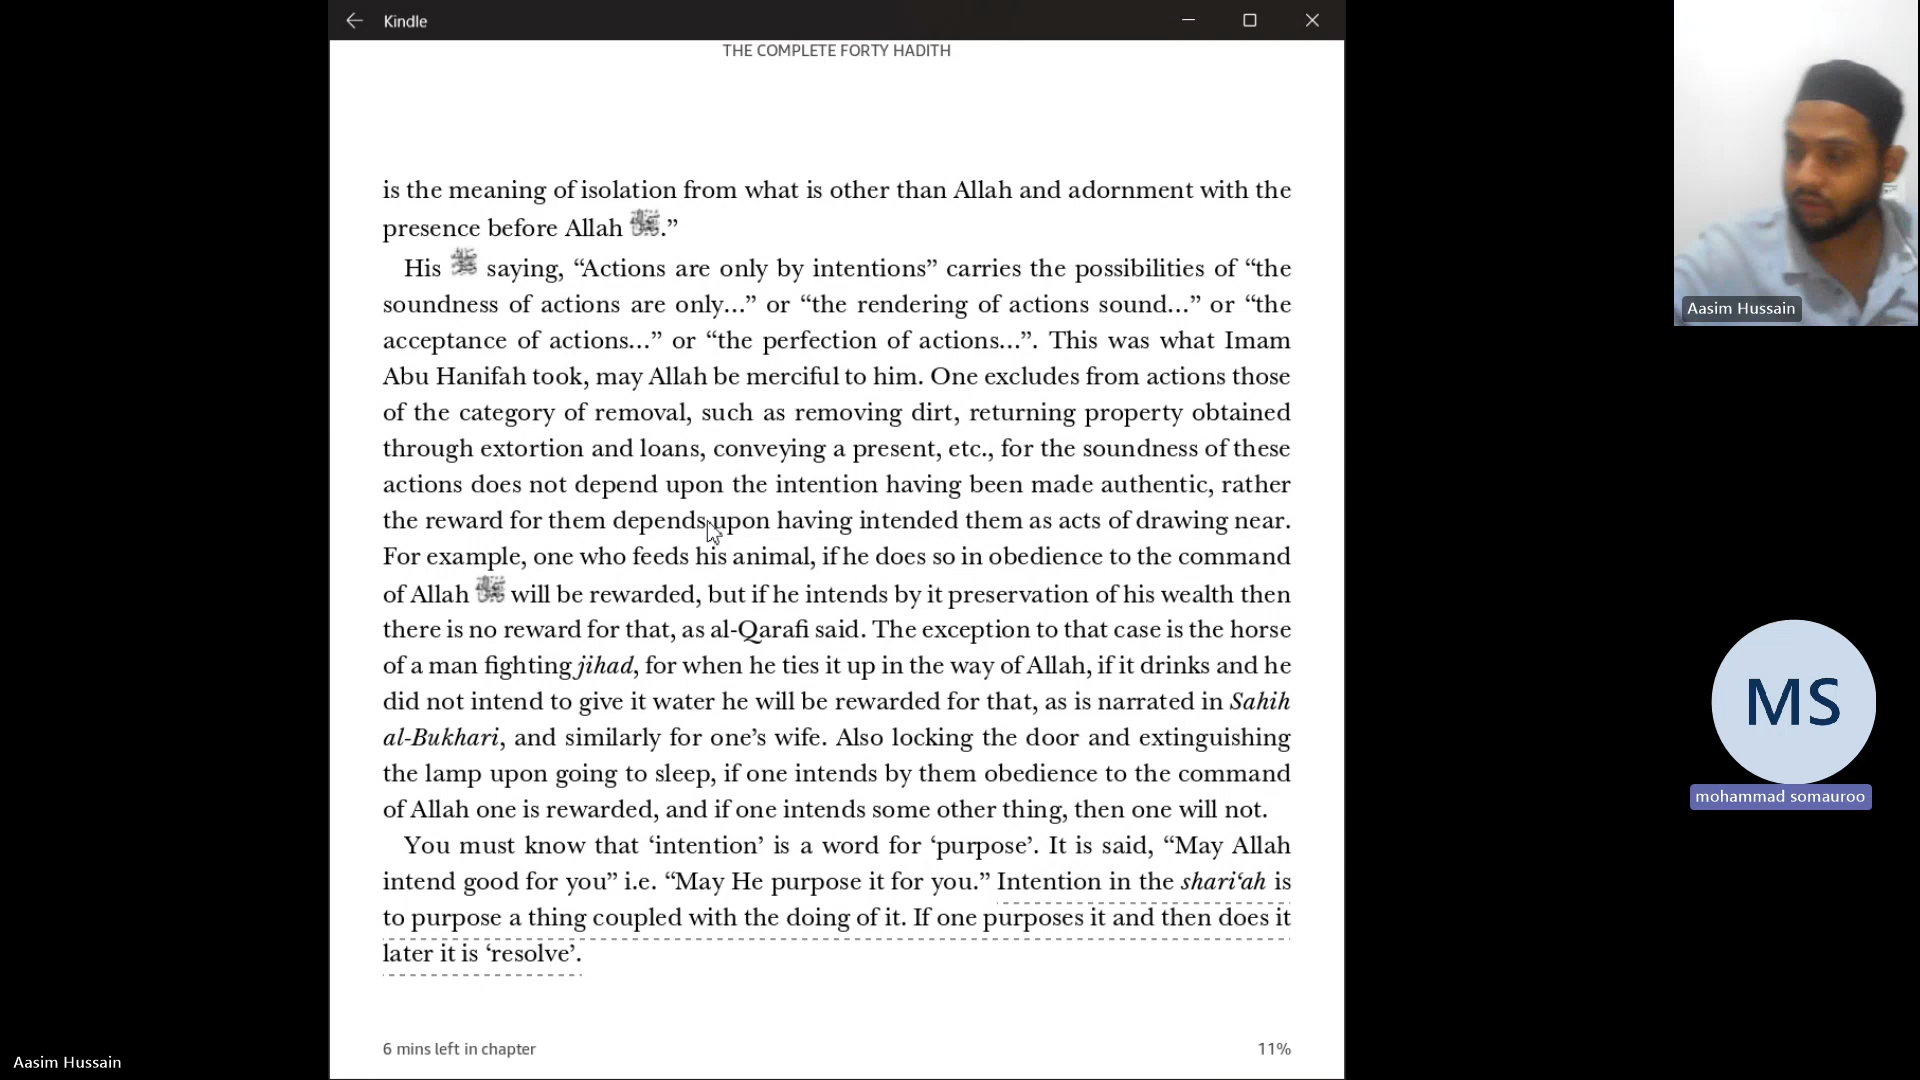 Kindle
THE COMPLETE FORTY HADITH
is the meaning of isolation from what is other than Allah and adornment with the
presence before Allah ﷻ.”
His ﷺ saying, “Actions are only by intentions” carries the possibilities of “the
soundness of actions are only...” or “the rendering of actions sound...” or “the
acceptance of actions...” or “the perfection of actions...”. This was what Imam
Abu Hanifah took, may Allah be merciful to him. One excludes from actions those
of the category of removal, such as removing dirt, returning property obtained
through extortion and loans, conveying a present, etc., for the soundness of these
actions does not depend upon the intention having been made authentic, rather
the reward for them depends upon having intended them as acts of drawing near.
For example, one who feeds his animal, if he does so in obedience to the command
of Allah ﷻ will be rewarded, but if he intends by it preservation of his wealth then
there is no reward for that, as al-Qarafi said. The exception to that case is the horse
of a man fighting jihad, for when he ties it up in the way of Allah, if it drinks and he
did not intend to give it water he will be rewarded for that, as is narrated in Sahih
al-Bukhari, and similarly for one’s wife. Also locking the door and extinguishing
the lamp upon going to sleep, if one intends by them obedience to the command
of Allah one is rewarded, and if one intends some other thing, then one will not.
You must know that ‘intention’ is a word for ‘purpose’. It is said, “May Allah
intend good for you” i.e. “May He purpose it for you.” Intention in the shari‘ah is
to purpose a thing coupled with the doing of it. If one purposes it and then does it
later it is ‘resolve’.
6 mins left in chapter
11%
Aasim Hussain
MS
mohammad somauroo
Aasim Hussain